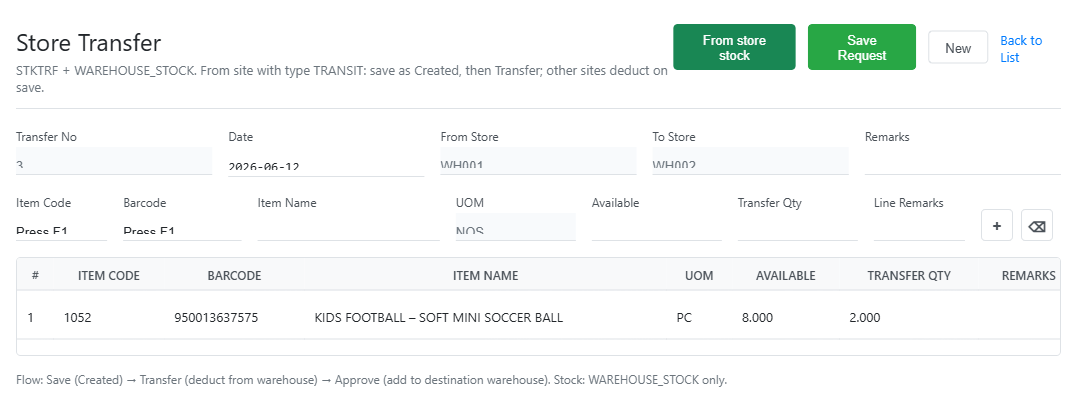 Store Transfer
STKTRF + WAREHOUSE_STOCK. From site with type TRANSIT: save as Created, then Transfer; other sites deduct on
save.
From store
stock
Save
Request
New
Back to
List
Transfer No
Date
From Store
To Store
Remarks
3
2026-06-12
WH001
WH002
Item Code
Barcode
Item Name
UOM
Available
Transfer Qty
Line Remarks
Press F1
Press F1
NOS
+
⌫
# ITEM CODE BARCODE ITEM NAME UOM AVAILABLE TRANSFER QTY REMARKS
1 1052 950013637575 KIDS FOOTBALL – SOFT MINI SOCCER BALL PC 8.000 2.000
Flow: Save (Created) → Transfer (deduct from warehouse) → Approve (add to destination warehouse). Stock: WAREHOUSE_STOCK only.